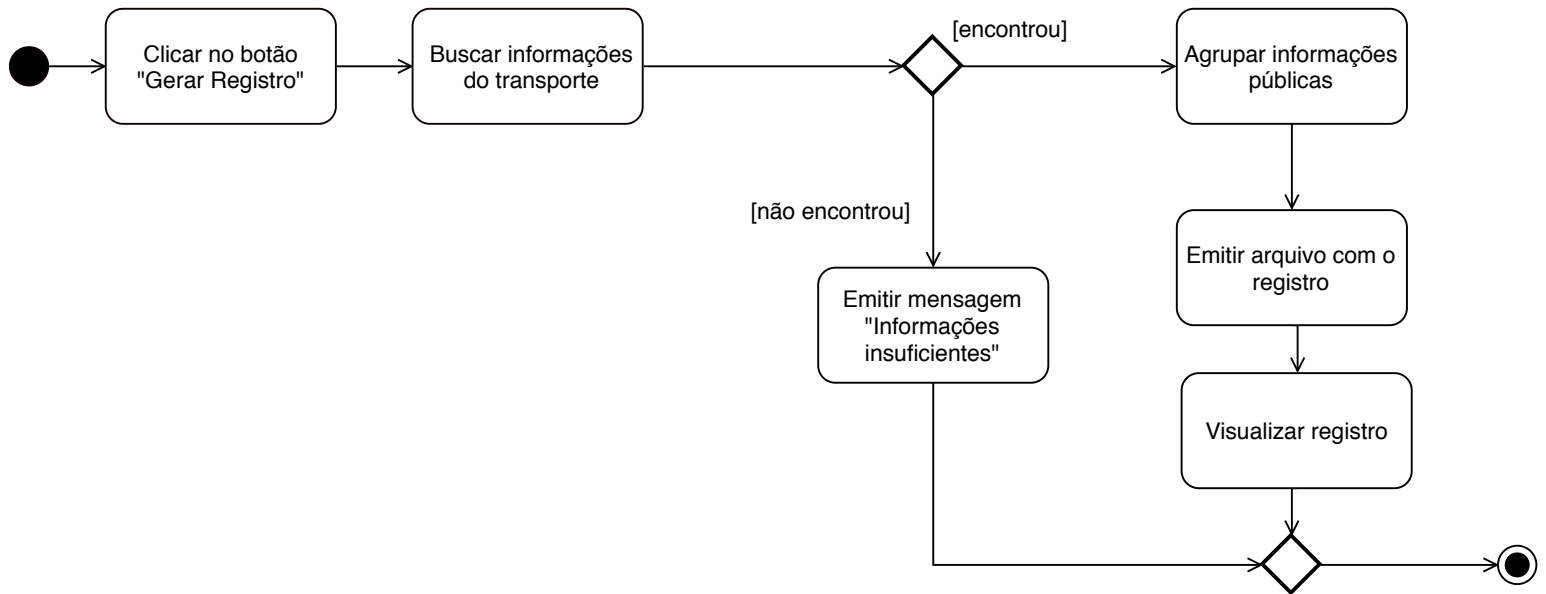 Clicar no botão
"Gerar Registro"
Buscar informações
do transporte
[encontrou]
Agrupar informações
públicas
[não encontrou]
Emitir mensagem
"Informações
insuficientes"
Emitir arquivo com o
registro
Visualizar registro